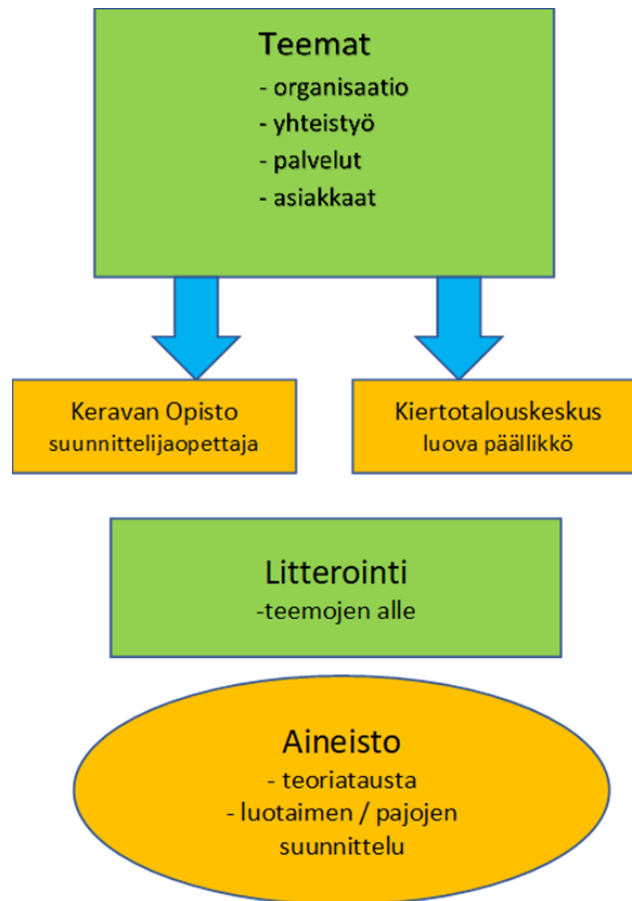 Teemat
- organisaatio
- yhteistyö
- palvelut
- asiakkaat
Keravan Opisto
suunnittelijaopettaja
Kiertotalouskeskus
luova päällikkö
Litterointi
-teemojen alle
Aineisto
- teoriatausta
- luotaimen / pajojen
suunnittelu